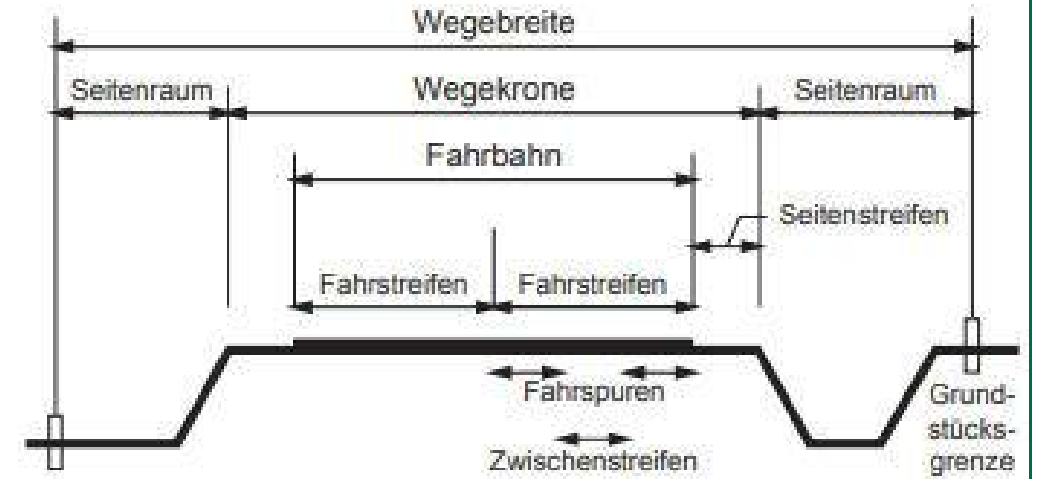 Wegebreite
Seitenraum Wegekrone Seitenraum
Fahrbahn
Seitenstreifen
Fahrstreifen Fahrstreifen
Fahrspuren
Zwischenstreifen
Grund-
stücks-
grenze